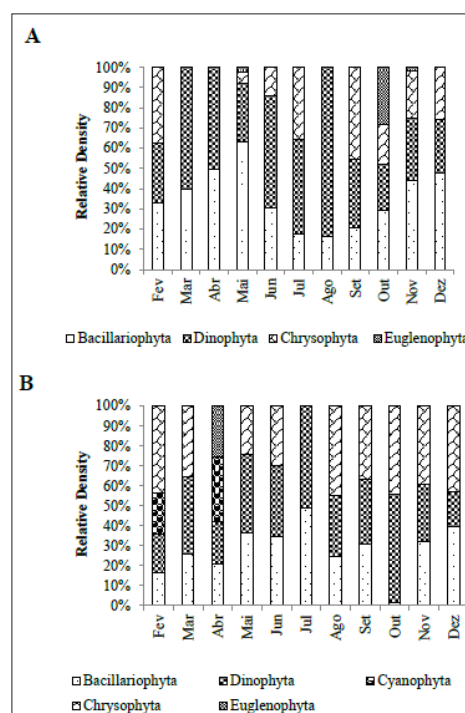 A
Relative Density
100%
90%
80%
70%
60%
50%
40%
30%
20%
10%
0%
Fev Mar Abr Mai Jun Jul Ago Set Out Nov Dez
Bacillariophyta Dinophyta Chrysophyta Euglenophyta
B
Relative Density
100%
90%
80%
70%
60%
50%
40%
30%
20%
10%
0%
Fev Mar Abr Mai Jun Jul Ago Set Out Nov Dez
Bacillariophyta Dinophyta Cyanophyta
Chrysophyta Euglenophyta